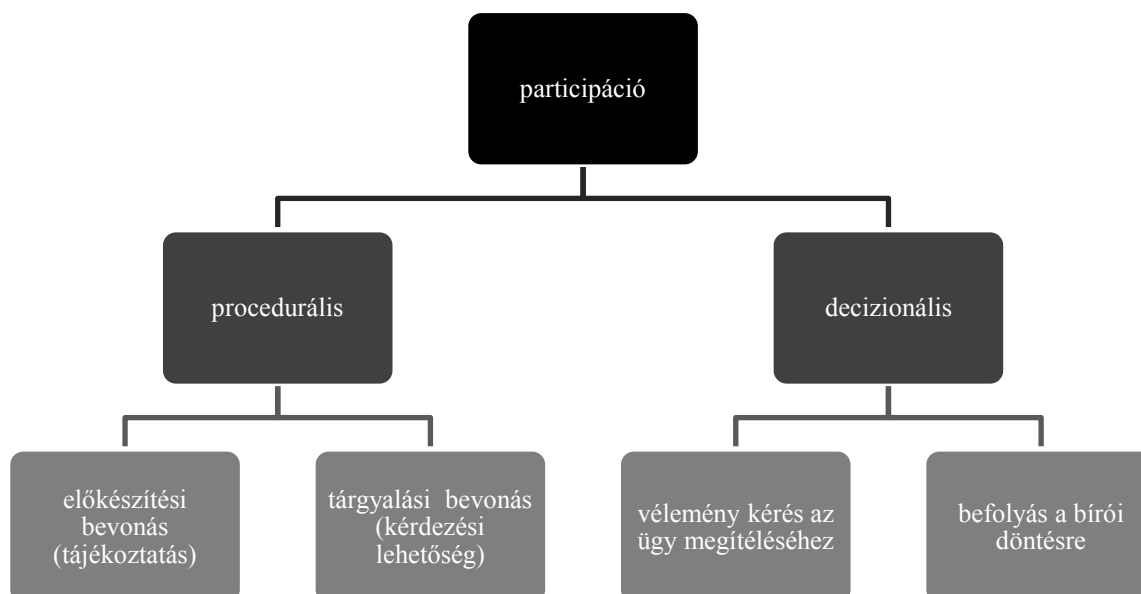 participáció
procedurális
decizionális
előkészítési
bevonás
(tájékoztatás)
tárgyalási bevonás
(kérdezési
lehetőség)
vélemény kérés az
ügy megítéléséhez
befolyás a bírói
döntésre